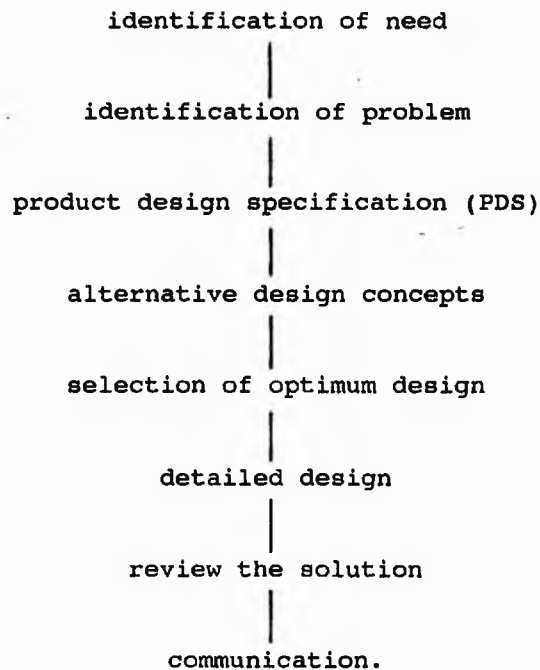 identification of need
identification of problem
product design specification (PDS)
alternative design concepts
selection of optimum design
detailed design
review the solution
communication.